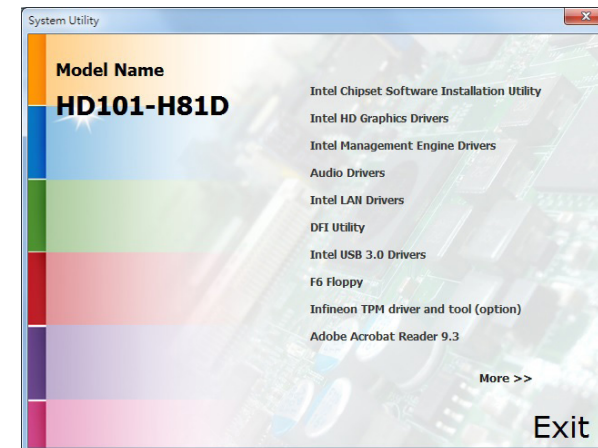 System Utility
Model Name
HD101-H81D
Intel Chipset Software Installation Utility
Intel HD Graphics Drivers
Intel Management Engine Drivers
Audio Drivers
Intel LAN Drivers
DFI Utility
Intel USB 3.0 Drivers
F6 Floppy
Infineon TPM driver and tool (option)
Adobe Acrobat Reader 9.3
More >>
Exit